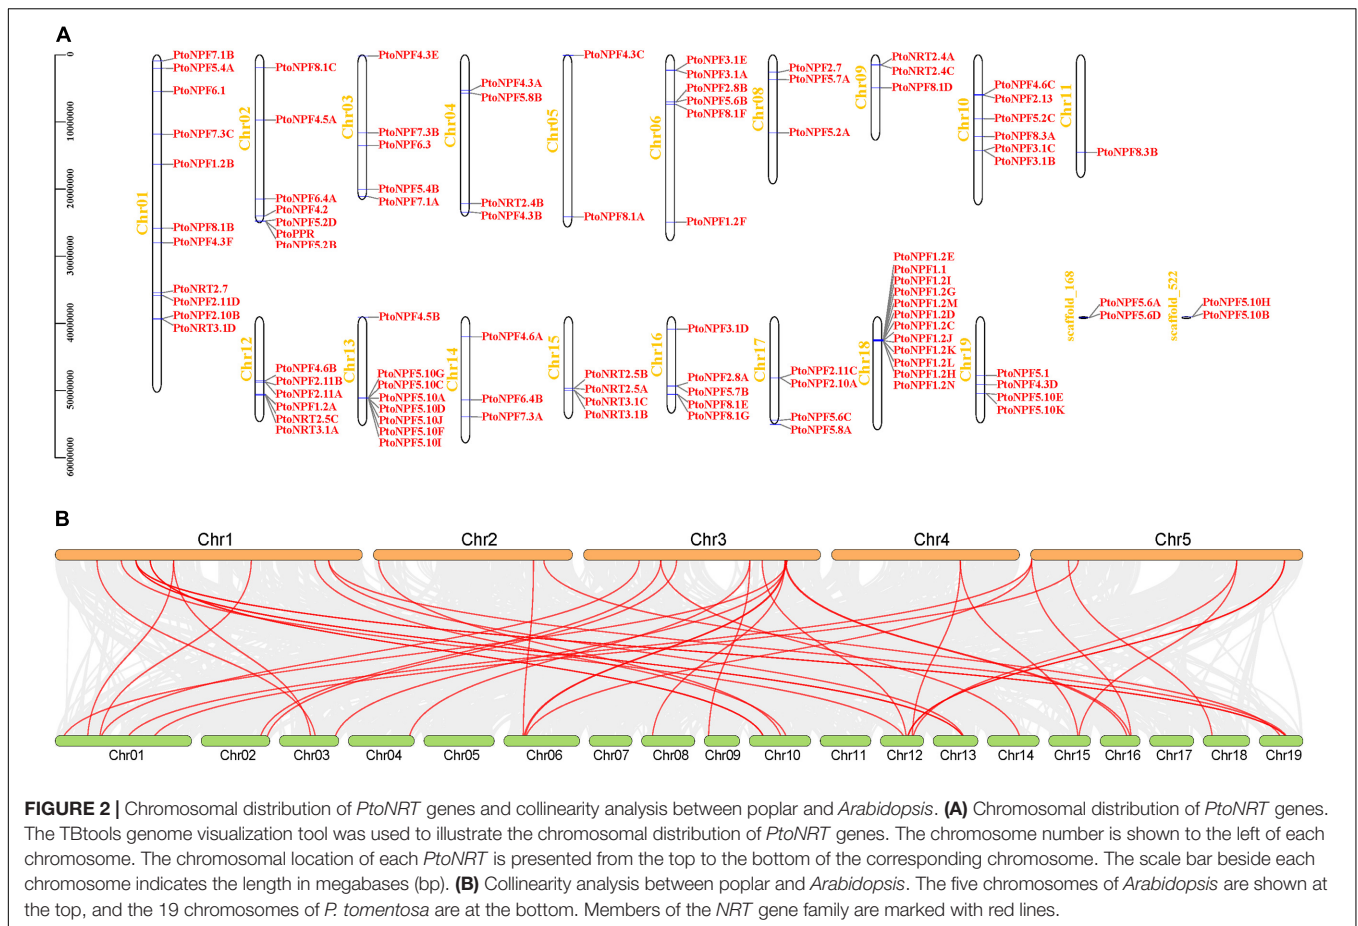 A
0
10000000
20000000
30000000
40000000
50000000
60000000
Chr01
PtoNPF7.1B
PtoNPF5.4A
PtoNPF6.1
PtoNPF7.3C
PtoNPF1.2B
PtoNPF8.1B
PtoNPF4.3F
PtoNRT2.7
PtoNPF2.11D
PtoNPF2.10B
PtoNRT3.1D
Chr02
PtoNPF8.1C
PtoNPF4.5A
PtoNPF6.4A
PtoNPF4.2
PtoNPF5.2D
PtoPPR
PtoNPF5.2B
Chr03
PtoNPF4.3E
PtoNPF7.3B
PtoNPF6.3
PtoNPF5.4B
PtoNPF7.1A
Chr04
PtoNPF4.3A
PtoNPF5.8B
PtoNRT2.4B
PtoNPF4.3B
Chr05
PtoNPF4.3C
PtoNPF8.1A
Chr06
PtoNPF3.1E
PtoNPF3.1A
PtoNPF2.8B
PtoNPF5.6B
PtoNPF8.1F
PtoNPF1.2F
Chr08
PtoNPF2.7
PtoNPF5.7A
PtoNPF5.2A
Chr09
PtoNRT2.4A
PtoNRT2.4C
PtoNPF8.1D
Chr10
PtoNPF4.6C
PtoNPF2.13
PtoNPF5.2C
PtoNPF8.3A
PtoNPF3.1C
PtoNPF3.1B
Chr11
PtoNPF8.3B
Chr12
PtoNPF4.6B
PtoNPF2.11B
PtoNPF2.11A
PtoNPF1.2A
PtoNRT2.5C
PtoNRT3.1A
Chr13
PtoNPF4.5B
PtoNPF5.10G
PtoNPF5.10C
PtoNPF5.10A
PtoNPF5.10D
PtoNPF5.10J
PtoNPF5.10F
PtoNPF5.10I
Chr14
PtoNPF4.6A
PtoNPF6.4B
PtoNPF7.3A
Chr15
PtoNRT2.5B
PtoNRT2.5A
PtoNRT3.1C
PtoNRT3.1B
Chr16
PtoNPF3.1D
PtoNPF2.8A
PtoNPF5.7B
PtoNPF8.1E
PtoNPF8.1G
Chr17
PtoNPF2.11C
PtoNPF2.10A
PtoNPF5.6C
PtoNPF5.8A
Chr18
PtoNPF1.2E
PtoNPF1.1
PtoNPF1.2I
PtoNPF1.2G
PtoNPF1.2M
PtoNPF1.2D
PtoNPF1.2C
PtoNPF1.2J
PtoNPF1.2K
PtoNPF1.2L
PtoNPF1.2H
PtoNPF1.2N
Chr19
PtoNPF5.1
PtoNPF4.3D
PtoNPF5.10E
PtoNPF5.10K
scaffold_168
PtoNPF5.6A
PtoNPF5.6D
scaffold_522
PtoNPF5.10H
PtoNPF5.10B
B
Chr1 Chr2 Chr3 Chr4 Chr5
Chr01 Chr02 Chr03 Chr04 Chr05 Chr06 Chr07 Chr08 Chr09 Chr10 Chr11 Chr12 Chr13 Chr14 Chr15 Chr16 Chr17 Chr18 Chr19
FIGURE 2 | Chromosomal distribution of PtoNRT genes and collinearity analysis between poplar and Arabidopsis. (A) Chromosomal distribution of PtoNRT genes.
The TBtools genome visualization tool was used to illustrate the chromosomal distribution of PtoNRT genes. The chromosome number is shown to the left of each
chromosome. The chromosomal location of each PtoNRT is presented from the top to the bottom of the corresponding chromosome. The scale bar beside each
chromosome indicates the length in megabases (bp). (B) Collinearity analysis between poplar and Arabidopsis. The five chromosomes of Arabidopsis are shown at
the top, and the 19 chromosomes of P. tomentosa are at the bottom. Members of the NRT gene family are marked with red lines.